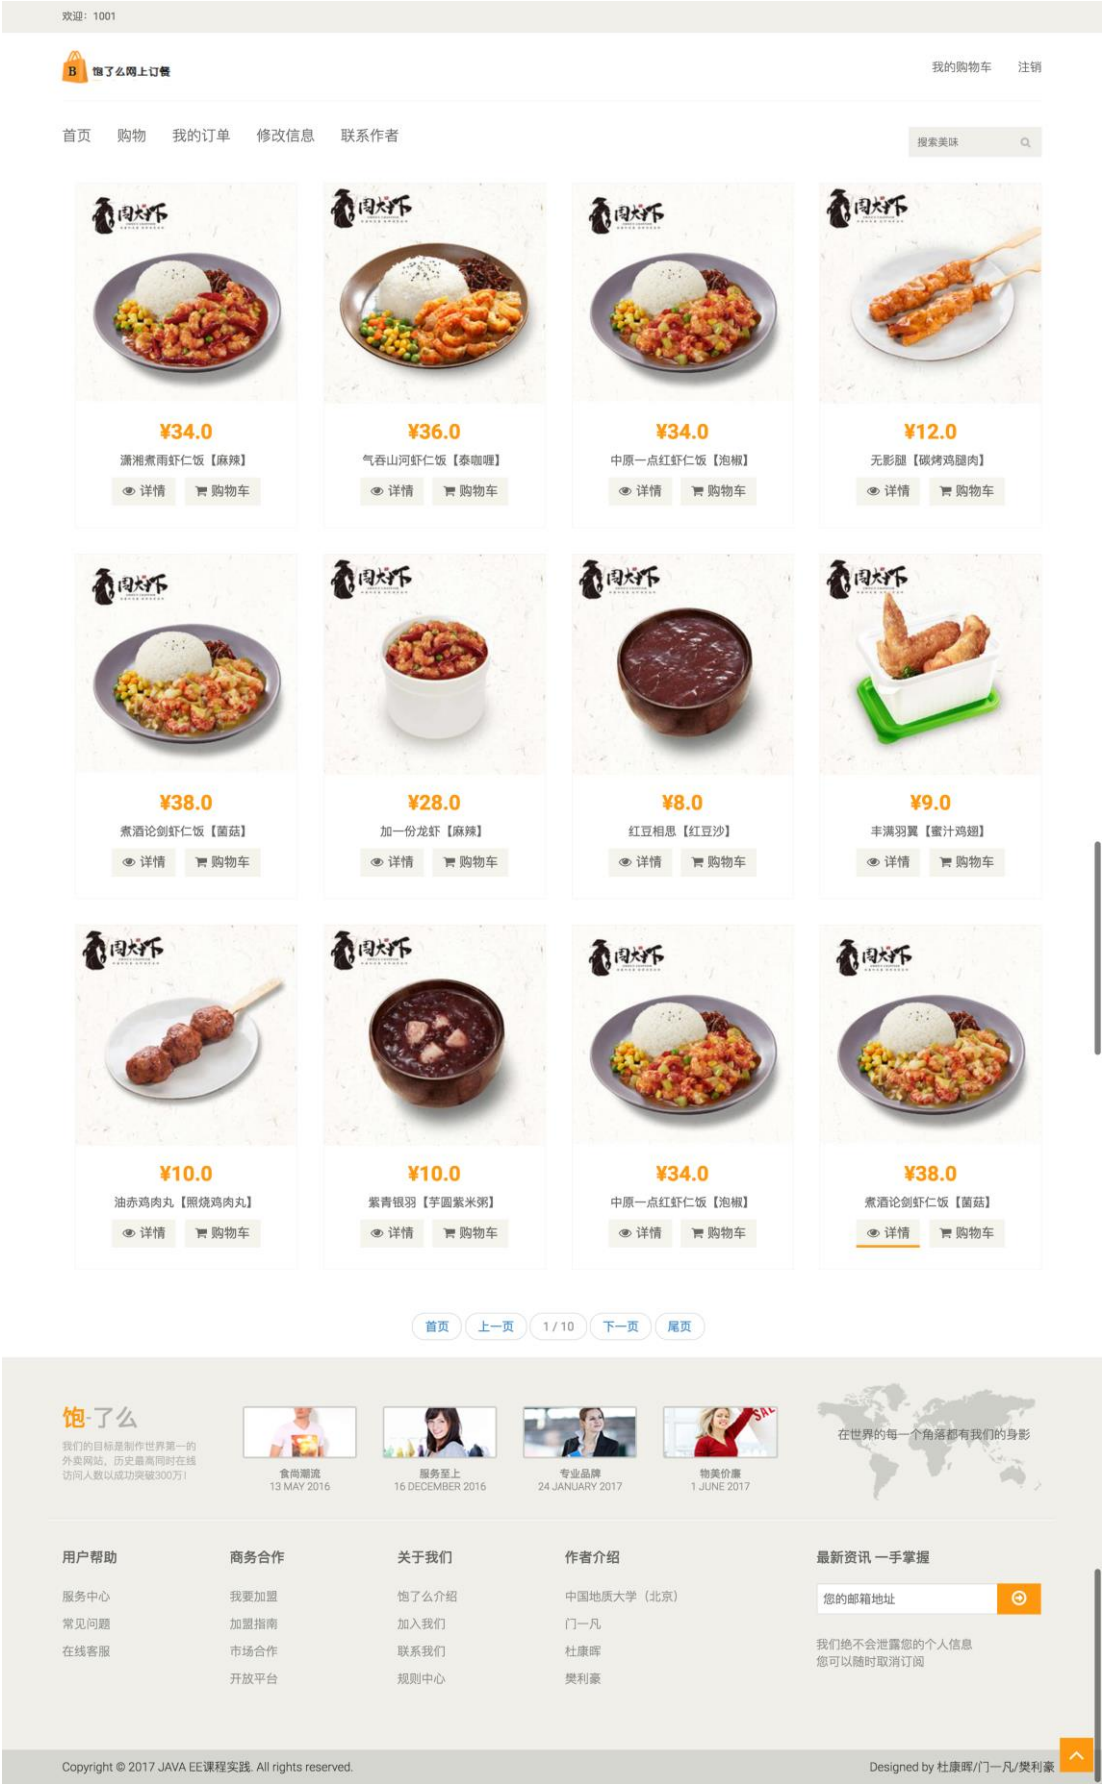 欢迎：1001
B 饱了么网上订餐
我的购物车 注销
首页 购物 我的订单 修改信息 联系作者
搜索美味
¥34.0 ¥36.0 ¥34.0 ¥12.0
潇湘煮雨虾仁饭【麻辣】 气吞山河虾仁饭【泰咖喱】 中原一点红虾仁饭【泡椒】 无影腿【碳烤鸡腿肉】
详情 购物车 详情 购物车 详情 购物车 详情 购物车
¥38.0 ¥28.0 ¥8.0 ¥9.0
煮酒论剑虾仁饭【菌菇】 加一份龙虾【麻辣】 红豆相思【红豆沙】 丰满羽翼【蜜汁鸡翅】
详情 购物车 详情 购物车 详情 购物车 详情 购物车
¥10.0 ¥10.0 ¥34.0 ¥38.0
油赤鸡肉丸【照烧鸡肉丸】 紫青银羽【芋圆紫米粥】 中原一点红虾仁饭【泡椒】 煮酒论剑虾仁饭【菌菇】
详情 购物车 详情 购物车 详情 购物车 详情 购物车
首页 上一页 1 / 10 下一页 尾页
饱-了么
我们的目标是制作世界第一的
外卖网站，历史最高同时在线
访问人数以成功突破300万！
SAL
食尚潮流 服务至上 专业品牌 物美价廉
13 MAY 2016 16 DECEMBER 2016 24 JANUARY 2017 1 JUNE 2017
在世界的每一个角落都有我们的身影
用户帮助 商务合作 关于我们 作者介绍 最新资讯 一手掌握
服务中心 我要加盟 饱了么介绍 中国地质大学（北京） 您的邮箱地址
常见问题 加盟指南 加入我们 门一凡
在线客服 市场合作 联系我们 杜康晖
开放平台 规则中心 樊利豪
我们绝不会泄露您的个人信息
您可以随时取消订阅
Copyright © 2017 JAVA EE课程实践. All rights reserved.
Designed by 杜康晖/门一凡/樊利豪